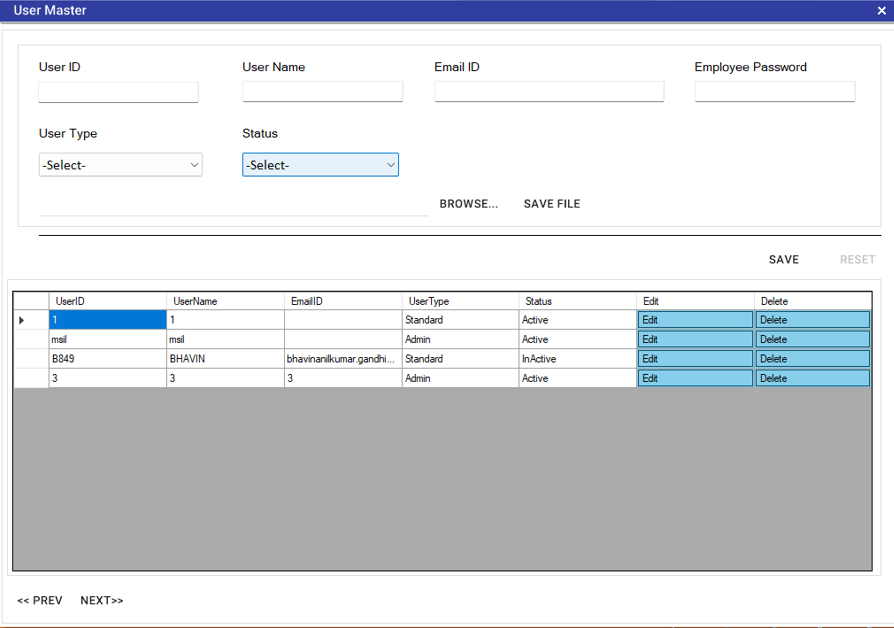 User Master ×
User ID User Name Email ID Employee Password
User Type Status
-Select- -Select-
BROWSE... SAVE FILE
SAVE RESET
UserID UserName EmailID UserType Status Edit Delete
1 1 Standard Active Edit Delete
msil msil Admin Active Edit Delete
B849 BHAVIN bhavinanilkumar.gandhi... Standard InActive Edit Delete
3 3 3 Admin Active Edit Delete
<< PREV NEXT>>